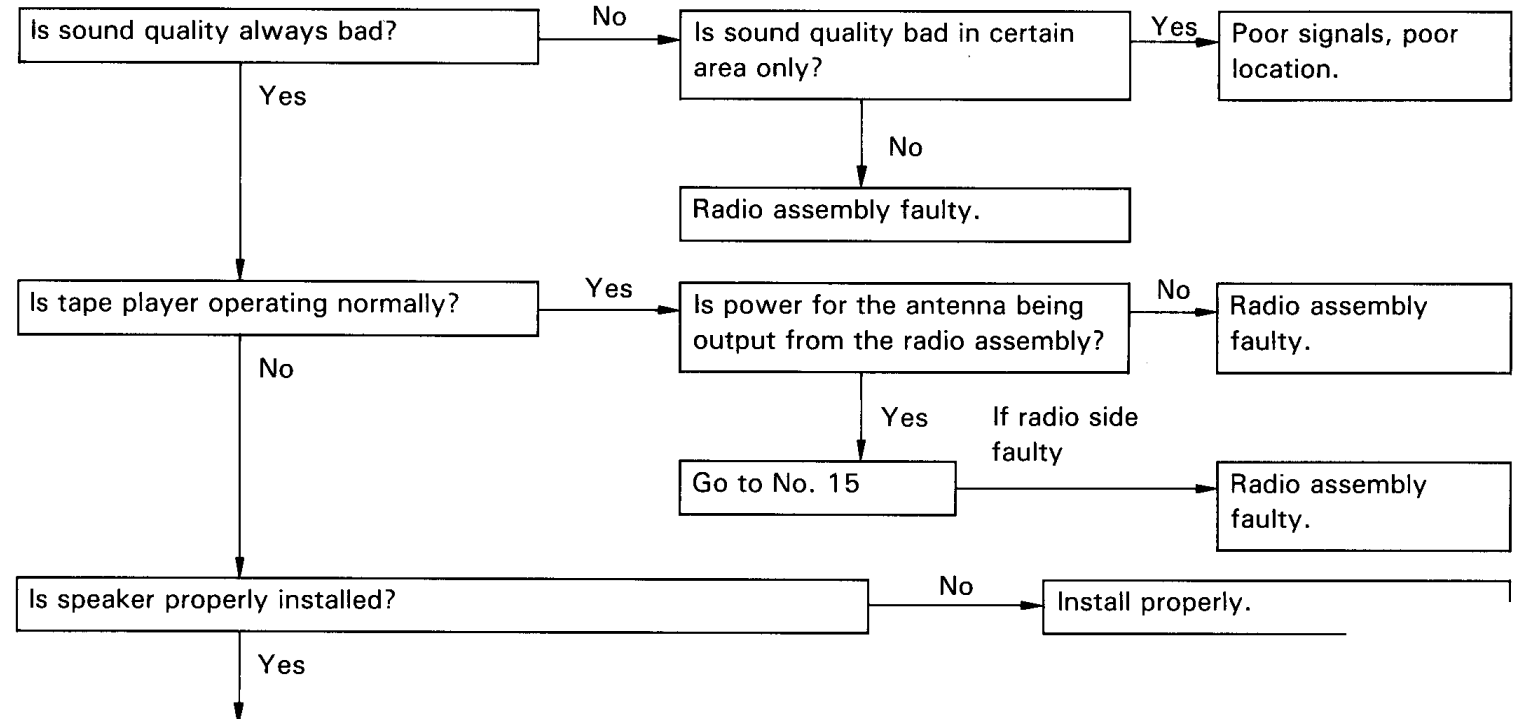 Is sound quality always bad?
No
Is sound quality bad in certain
area only?
Yes
Poor signals, poor
location.
Yes
No
Radio assembly faulty.
Is tape player operating normally?
Yes
Is power for the antenna being
output from the radio assembly?
No
Radio assembly
faulty.
No
Yes
If radio side
faulty
Go to No. 15
Radio assembly
faulty.
Is speaker properly installed?
No
Install properly.
Yes